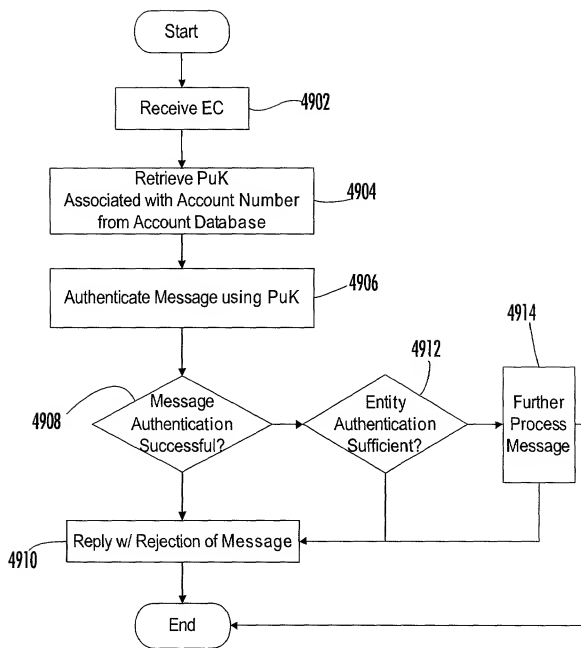 Start
Receive EC
4902
Retrieve PuK
Associated with Account Number
from Account Database
4904
Authenticate Message using PuK
4906
4908
Message
Authentication
Successful?
4912
Entity
Authentication
Sufficient?
4914
Further
Process
Message
4910
Reply w/ Rejection of Message
End